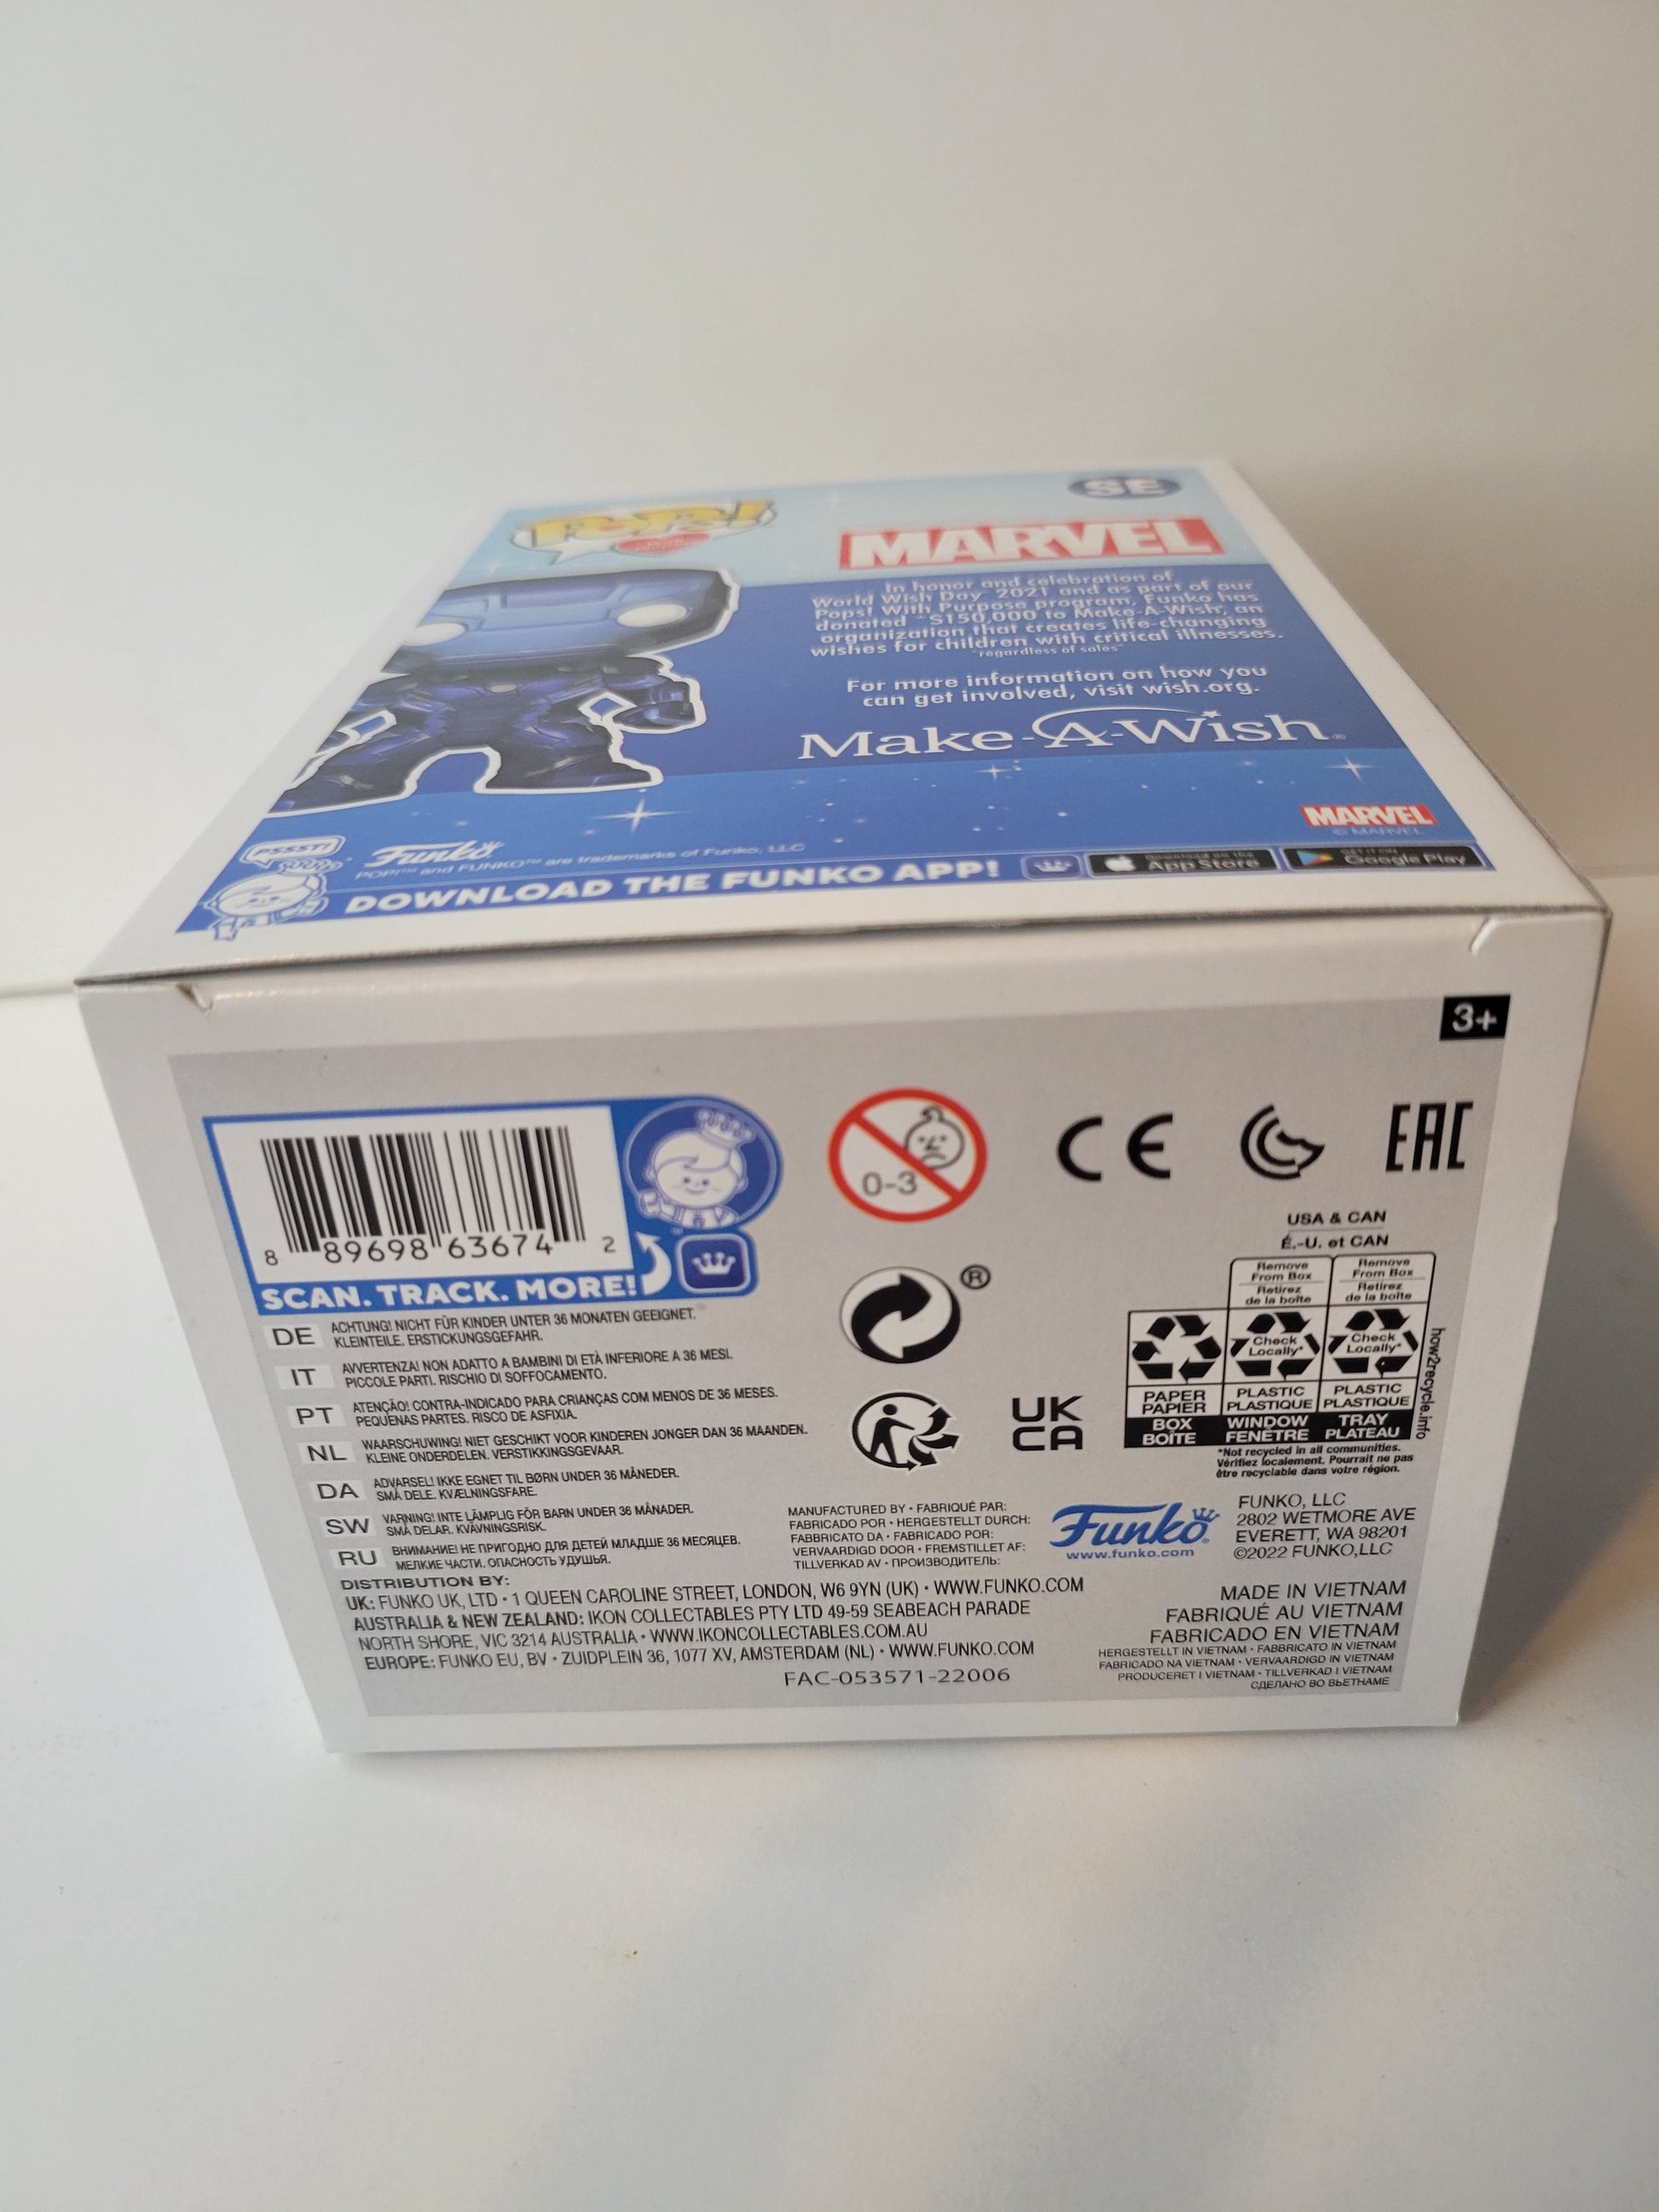 SE
POP!
MARVEL
In honor and celebration of
World Wish Day 2021 and as part of our
Pops! With Purpose program, Funko has
donated *$150,000 to Make-A-Wish, an
organization that creates life-changing
wishes for children with critical illnesses.
*regardless of sales*
For more information on how you
can get involved, visit wish.org.
Make-A-Wish®
MARVEL
© MARVEL
PSSST!
Funko
POP!™ and FUNKO™ are trademarks of Funko, LLC
DOWNLOAD THE FUNKO APP!
Download on the
App Store
GET IT ON
Google Play
3+
8 89698 63674 2
SCAN. TRACK. MORE!
0-3
CE
EAC
USA & CAN
É.-U. et CAN
Remove
From Box
Retirez
de la boîte
Remove
From Box
Retirez
de la boîte
Check
Locally*
Check
Locally*
PAPER
PAPIER
PLASTIC
PLASTIQUE
PLASTIC
PLASTIQUE
BOX
BOÎTE
WINDOW
FENÊTRE
TRAY
PLATEAU
how2recycle.info
*Not recycled in all communities.
Vérifiez localement. Pourrait ne pas
être recyclable dans votre région.
®
UK
CA
DE ACHTUNG! NICHT FÜR KINDER UNTER 36 MONATEN GEEIGNET.
KLEINTEILE. ERSTICKUNGSGEFAHR.
IT AVVERTENZA! NON ADATTO A BAMBINI DI ETÀ INFERIORE A 36 MESI.
PICCOLE PARTI. RISCHIO DI SOFFOCAMENTO.
PT ATENÇÃO! CONTRA-INDICADO PARA CRIANÇAS COM MENOS DE 36 MESES.
PEQUENAS PARTES. RISCO DE ASFIXIA.
NL WAARSCHUWING! NIET GESCHIKT VOOR KINDEREN JONGER DAN 36 MAANDEN.
KLEINE ONDERDELEN. VERSTIKKINGSGEVAAR.
DA ADVARSEL! IKKE EGNET TIL BØRN UNDER 36 MÅNEDER.
SMÅ DELE. KVÆLNINGSFARE.
SW VARNING! INTE LÄMPLIG FÖR BARN UNDER 36 MÅNADER.
SMÅ DELAR. KVÄVNINGSRISK.
RU ВНИМАНИЕ! НЕ ПРИГОДНО ДЛЯ ДЕТЕЙ МЛАДШЕ 36 МЕСЯЦЕВ.
МЕЛКИЕ ЧАСТИ. ОПАСНОСТЬ УДУШЬЯ.
MANUFACTURED BY • FABRIQUÉ PAR:
FABRICADO POR • HERGESTELLT DURCH:
FABBRICATO DA • FABRICADO POR:
VERVAARDIGD DOOR • FREMSTILLET AF:
TILLVERKAD AV • ПРОИЗВОДИТЕЛЬ:
Funko
www.funko.com
FUNKO, LLC
2802 WETMORE AVE
EVERETT, WA 98201
©2022 FUNKO,LLC
DISTRIBUTION BY:
UK: FUNKO UK, LTD • 1 QUEEN CAROLINE STREET, LONDON, W6 9YN (UK) • WWW.FUNKO.COM
AUSTRALIA & NEW ZEALAND: IKON COLLECTABLES PTY LTD 49-59 SEABEACH PARADE
NORTH SHORE, VIC 3214 AUSTRALIA • WWW.IKONCOLLECTABLES.COM.AU
EUROPE: FUNKO EU, BV • ZUIDPLEIN 36, 1077 XV, AMSTERDAM (NL) • WWW.FUNKO.COM
FAC-053571-22006
MADE IN VIETNAM
FABRIQUÉ AU VIETNAM
FABRICADO EN VIETNAM
HERGESTELLT IN VIETNAM • FABBRICATO IN VIETNAM
FABRICADO NA VIETNAM • VERVAARDIGD IN VIETNAM
PRODUCERET I VIETNAM • TILLVERKAD I VIETNAM
СДЕЛАНО ВО ВЬЕТНАМЕ